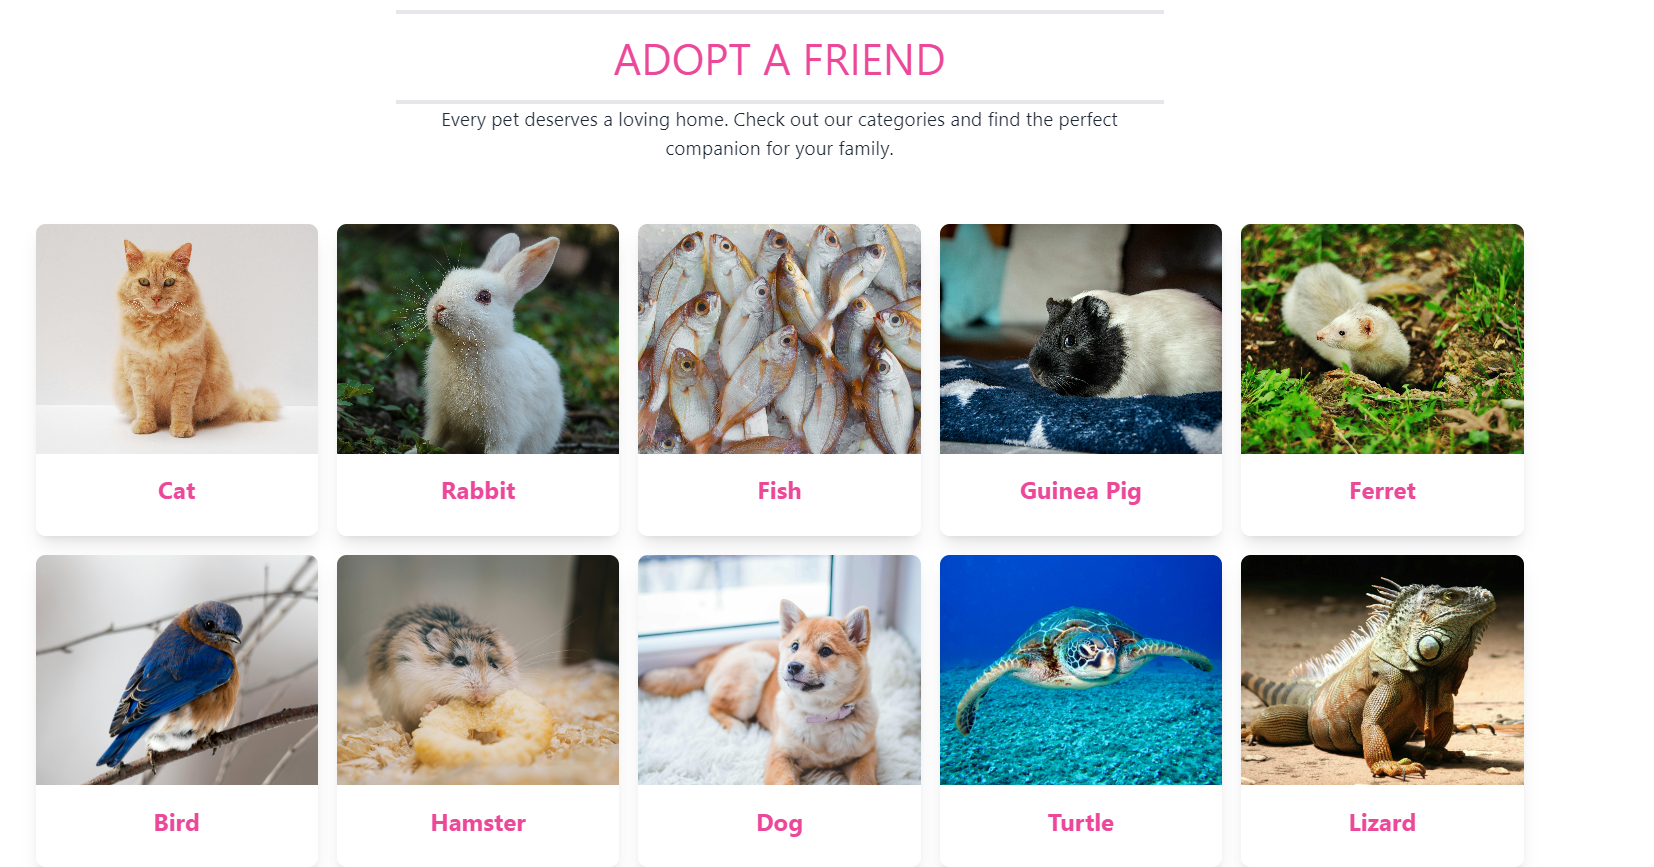 ADOPT A FRIEND
Every pet deserves a loving home. Check out our categories and find the perfect
companion for your family.
Cat
Rabbit
Fish
Guinea Pig
Ferret
Bird
Hamster
Dog
Turtle
Lizard